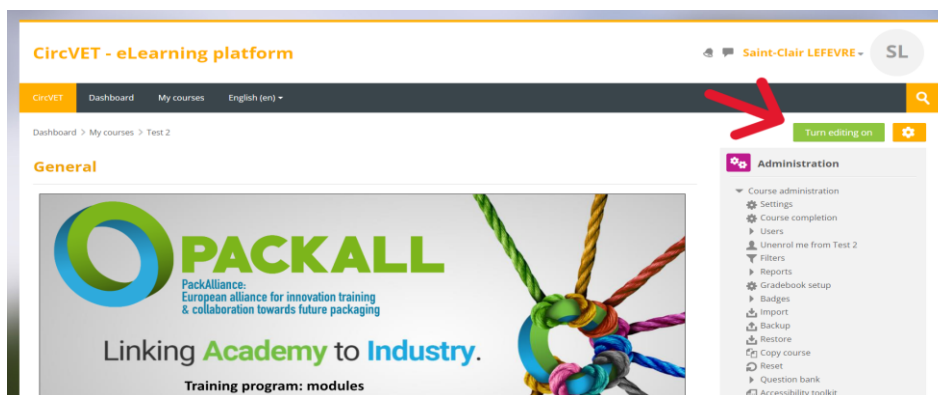 CircVET - eLearning platform
Saint-Clair LEFEVRE
SL
CircVET Dashboard My courses English (en)
Dashboard > My courses > Test 2
Turn editing on
General
PACKALL
PackAlliance:
European alliance for innovation training
& collaboration towards future packaging
Linking Academy to Industry.
Training program: modules
Administration
Course administration
Settings
Course completion
Users
Unenrol me from Test 2
Filters
Reports
Gradebook setup
Badges
Import
Backup
Restore
Copy course
Reset
Question bank
Accessibility toolkit